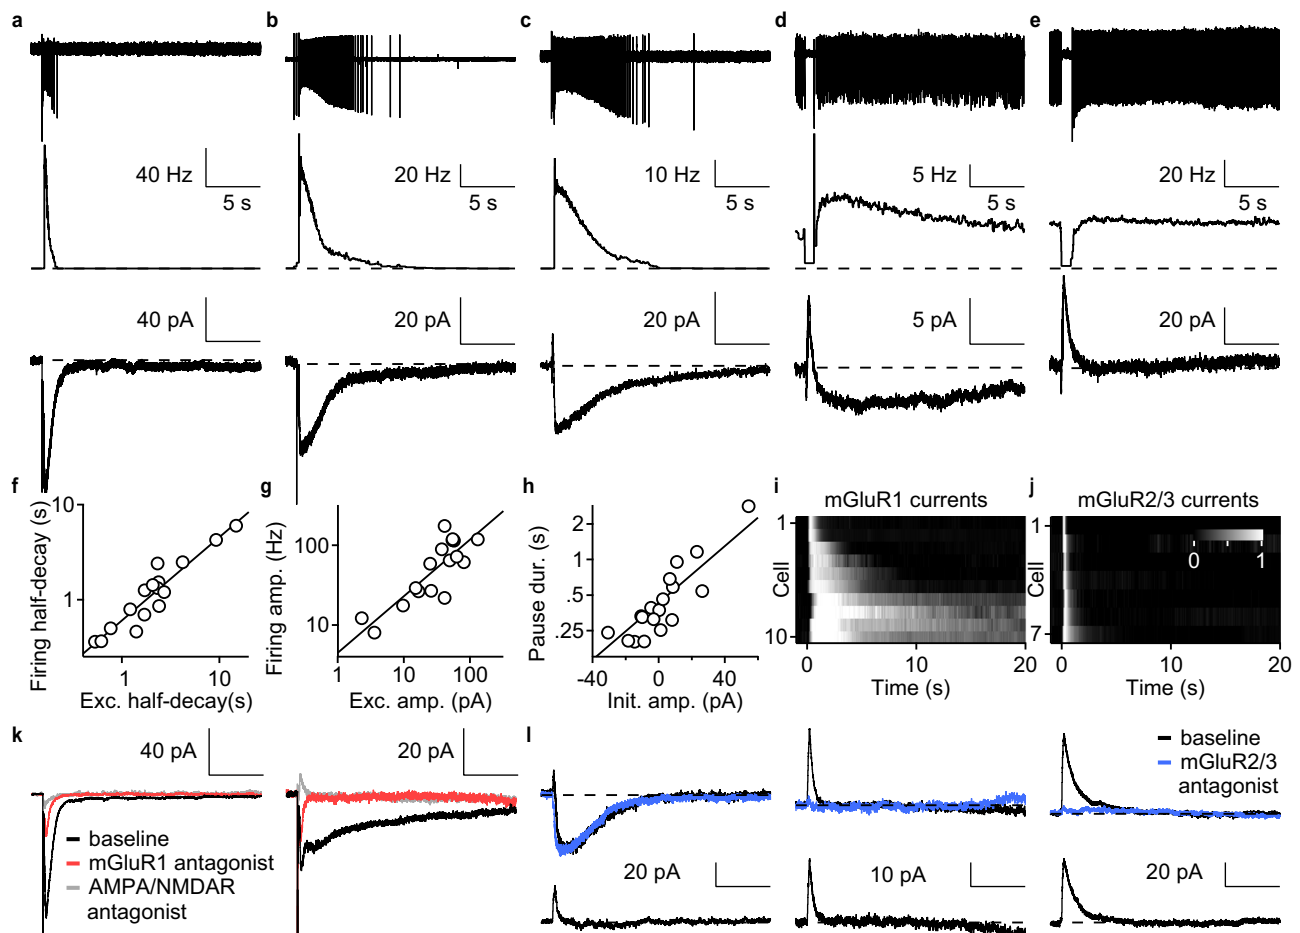 a
b
c
d
e
40 Hz
5 s
20 Hz
5 s
10 Hz
5 s
5 Hz
5 s
20 Hz
5 s
40 pA
20 pA
20 pA
5 pA
20 pA
f
Firing half-decay (s)
10
1
1
10
Exc. half-decay(s)
g
Firing amp. (Hz)
100
10
1
10
100
Exc. amp. (pA)
h
Pause dur. (s)
2
1
.5
.25
-40
0
40
Init. amp. (pA)
i
mGluR1 currents
Cell
1
10
0
10
20
Time (s)
j
mGluR2/3 currents
Cell
1
7
0
1
0
10
20
Time (s)
k
40 pA
20 pA
baseline
mGluR1 antagonist
AMPA/NMDAR
antagonist
l
baseline
mGluR2/3
antagonist
20 pA
10 pA
20 pA